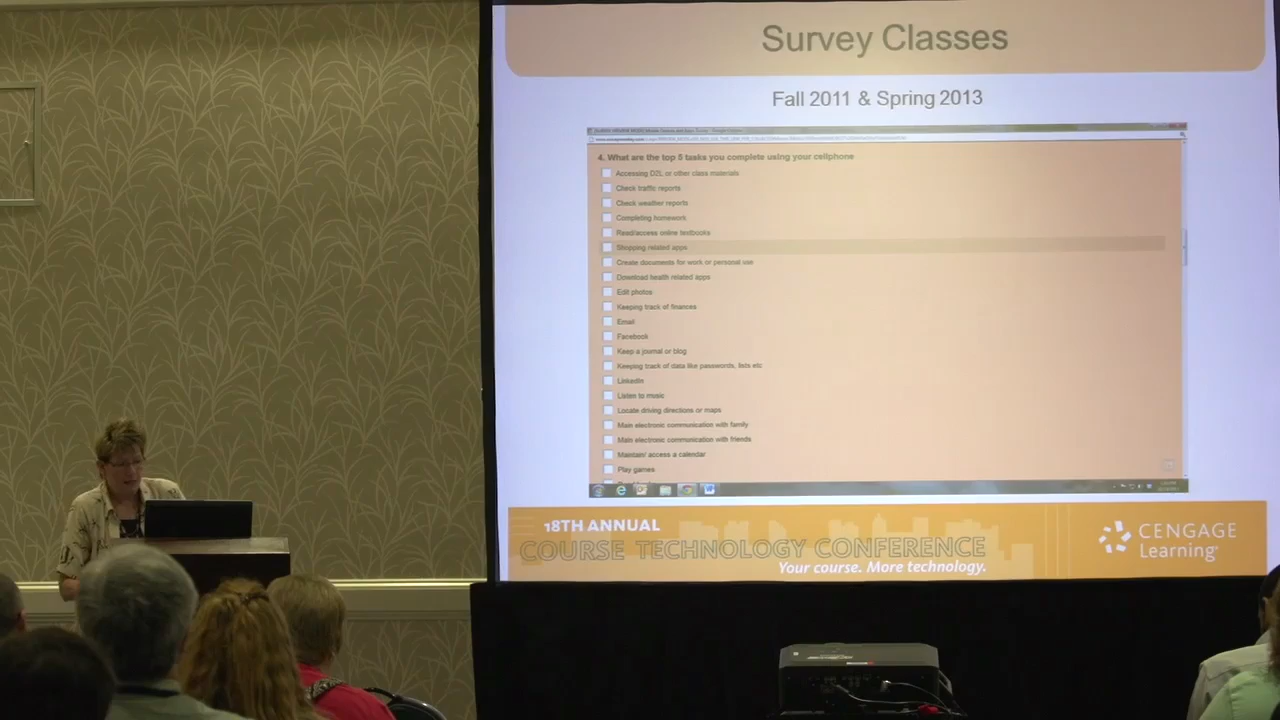 Survey Classes
Fall 2011 & Spring 2013
4. What are the top 5 tasks you complete using your cellphone
Accessing D2L or other class materials
Check traffic reports
Check weather reports
Completing homework
Read/access online textbooks
Shopping related apps
Create documents for work or personal use
Download health related apps
Edit photos
Keeping track of finances
Email
Facebook
Keep a journal or blog
Keeping track of data like passwords, lists etc
LinkedIn
Listen to music
Locate driving directions or maps
Main electronic communication with family
Main electronic communication with friends
Maintain/ access a calendar
Play games
18TH ANNUAL
COURSE TECHNOLOGY CONFERENCE
Your course. More technology.
CENGAGE
Learning